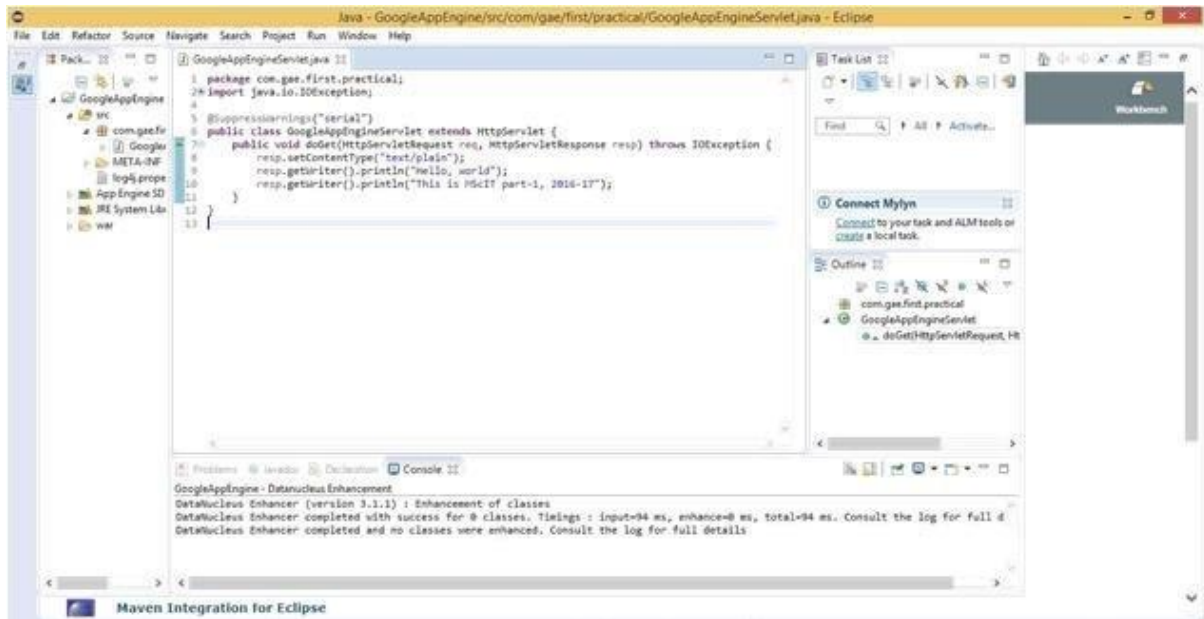 Java - GoogleAppEngine/src/com/gae/first/practical/GoogleAppEngineServlet.java - Eclipse
File Edit Refactor Source Navigate Search Project Run Window Help
Pack...
GoogleAppEngine
src
com.gae.fir
Google
META-INF
log4j.prope
App Engine SD
JRE System Lib
war
GoogleAppEngineServlet.java
1 package com.gae.first.practical;
2 import java.io.IOException;
4
5 @SuppressWarnings("serial")
6 public class GoogleAppEngineServlet extends HttpServlet {
7 public void doGet(HttpServletRequest req, HttpServletResponse resp) throws IOException {
8 resp.setContentType("text/plain");
9 resp.getWriter().println("Hello, world");
10 resp.getWriter().println("This is MScIT part-1, 2016-17");
11 }
12 }
13
Task List
Find All Activate...
Connect Mylyn
Connect to your task and ALM tools or
create a local task.
Outline
com.gae.first.practical
GoogleAppEngineServlet
doGet(HttpServletRequest, Ht
Workbench
Problems Javadoc Declaration Console
GoogleAppEngine - Datanucleus Enhancement
DataNucleus Enhancer (version 3.1.1) : Enhancement of classes
DataNucleus Enhancer completed with success for 0 classes. Timings : input=94 ms, enhance=0 ms, total=94 ms. Consult the log for full d
DataNucleus Enhancer completed and no classes were enhanced. Consult the log for full details
Maven Integration for Eclipse